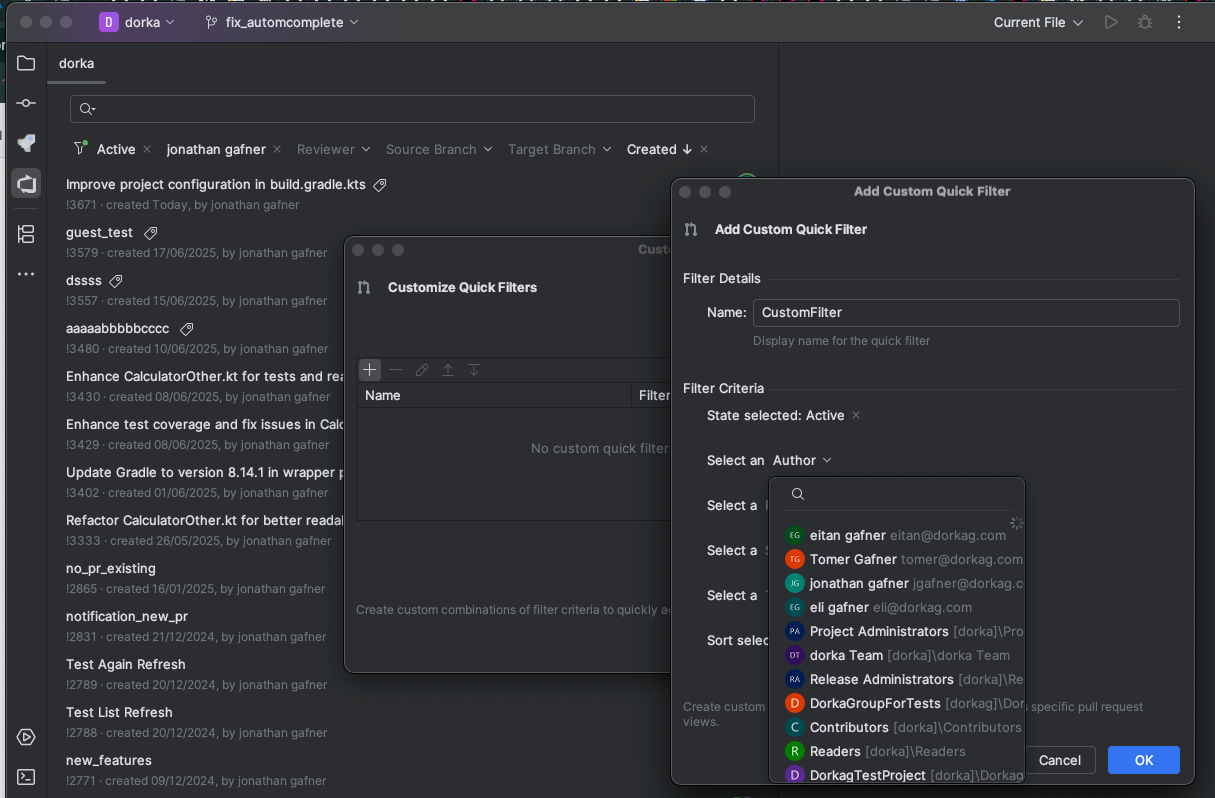 D dorka fix_automcomplete Current File
dorka
Active jonathan gafner Reviewer Source Branch Target Branch Created
Improve project configuration in build.gradle.kts
!3671 · created Today, by jonathan gafner
guest_test
!3579 · created 17/06/2025, by jonathan gafner
dssss
!3557 · created 15/06/2025, by jonathan gafner
aaaaabbbbbcccc
!3480 · created 10/06/2025, by jonathan gafner
Enhance CalculatorOther.kt for tests and
!3430 · created 08/06/2025, by jonathan gafner
Enhance test coverage and fix issues in
!3429 · created 08/06/2025, by jonathan gafner
Update Gradle to version 8.14.1 in wrapper
!3402 · created 01/06/2025, by jonathan gafner
Refactor CalculatorOther.kt for better
!3333 · created 26/05/2025, by jonathan gafner
no_pr_existing
!2865 · created 16/01/2025, by jonathan gafner
notification_new_pr
!2831 · created 21/12/2024, by jonathan gafner
Test Again Refresh
!2789 · created 20/12/2024, by jonathan gafner
Test List Refresh
!2788 · created 20/12/2024, by jonathan gafner
new_features
!2771 · created 09/12/2024, by jonathan gafner
Customize Quick Filters
Name Filter
No custom quick filter
Create custom combinations of filter criteria to quickly
Add Custom Quick Filter
Add Custom Quick Filter
Filter Details
Name: CustomFilter
Display name for the quick filter
Filter Criteria
State selected: Active
Select an Author
Select a
Select a
Select a
Sort
EG eitan gafner eitan@dorkag.com
TG Tomer Gafner tomer@dorkag.com
JG jonathan gafner jgafner@dorkag.c
EG eli gafner eli@dorkag.com
PA Project Administrators [dorka]\Pro
DT dorka Team [dorka]\dorka Team
RA Release Administrators [dorka]\Re
D DorkaGroupForTests [dorkag]\Dor
C Contributors [dorka]\Contributors
R Readers [dorka]\Readers
D DorkagTestProject [dorka]\Dorkag
Create custom specific pull request
views.
Cancel OK